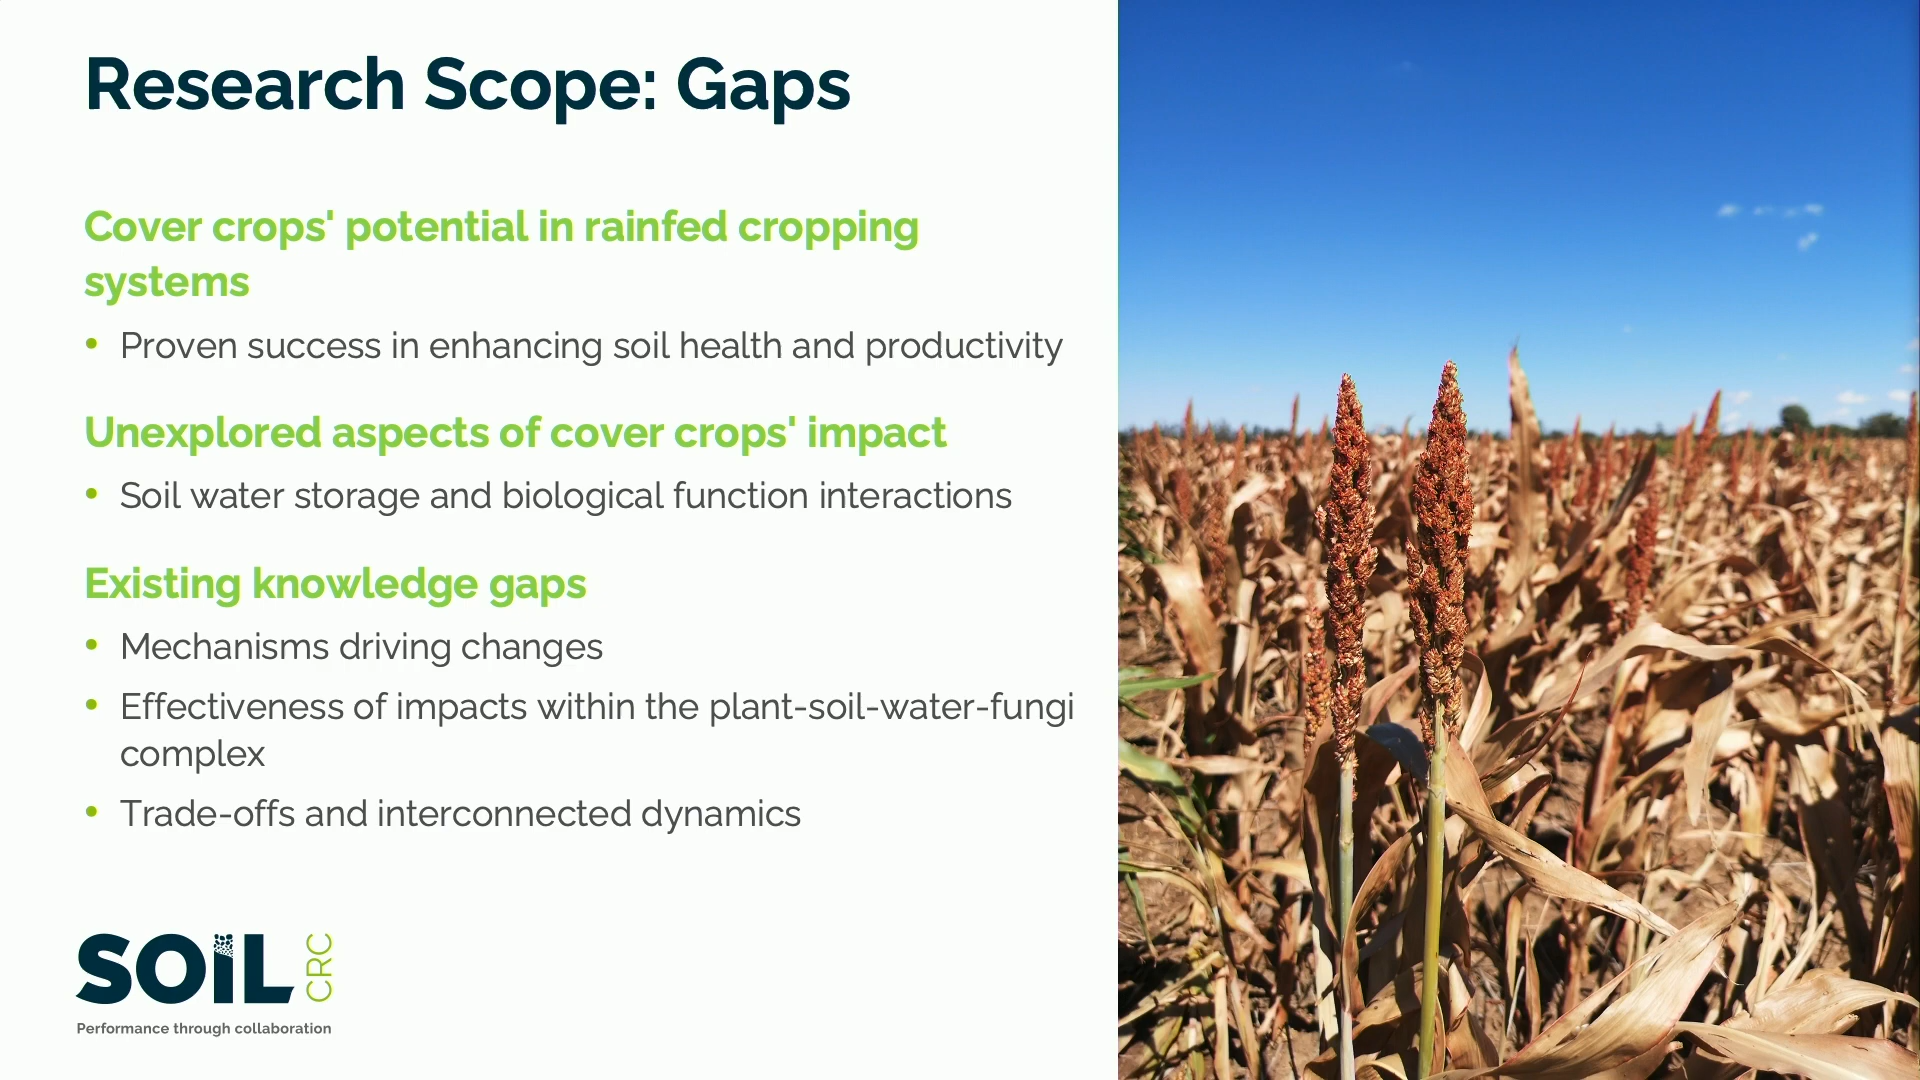 Research Scope: Gaps
Cover crops' potential in rainfed cropping
systems
• Proven success in enhancing soil health and productivity
Unexplored aspects of cover crops' impact
• Soil water storage and biological function interactions
Existing knowledge gaps
• Mechanisms driving changes
• Effectiveness of impacts within the plant-soil-water-fungi
complex
• Trade-offs and interconnected dynamics
SOIL CRC
Performance through collaboration